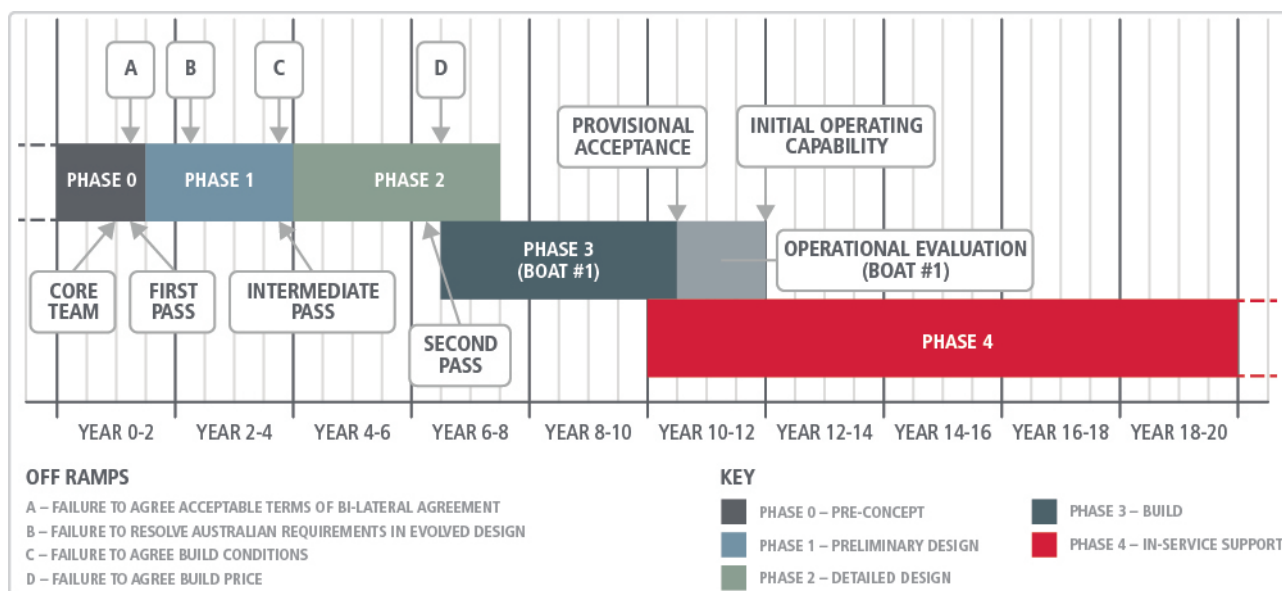 A
B
C
D
PROVISIONAL
ACCEPTANCE
INITIAL OPERATING
CAPABILITY
PHASE 0
PHASE 1
PHASE 2
PHASE 3
(BOAT #1)
OPERATIONAL EVALUATION
(BOAT #1)
CORE
TEAM
FIRST
PASS
INTERMEDIATE
PASS
SECOND
PASS
PHASE 4
YEAR 0-2
YEAR 2-4
YEAR 4-6
YEAR 6-8
YEAR 8-10
YEAR 10-12
YEAR 12-14
YEAR 14-16
YEAR 16-18
YEAR 18-20
OFF RAMPS
A – FAILURE TO AGREE ACCEPTABLE TERMS OF BI-LATERAL AGREEMENT
B – FAILURE TO RESOLVE AUSTRALIAN REQUIREMENTS IN EVOLVED DESIGN
C – FAILURE TO AGREE BUILD CONDITIONS
D – FAILURE TO AGREE BUILD PRICE
KEY
PHASE 0 – PRE-CONCEPT
PHASE 1 – PRELIMINARY DESIGN
PHASE 2 – DETAILED DESIGN
PHASE 3 – BUILD
PHASE 4 – IN-SERVICE SUPPORT